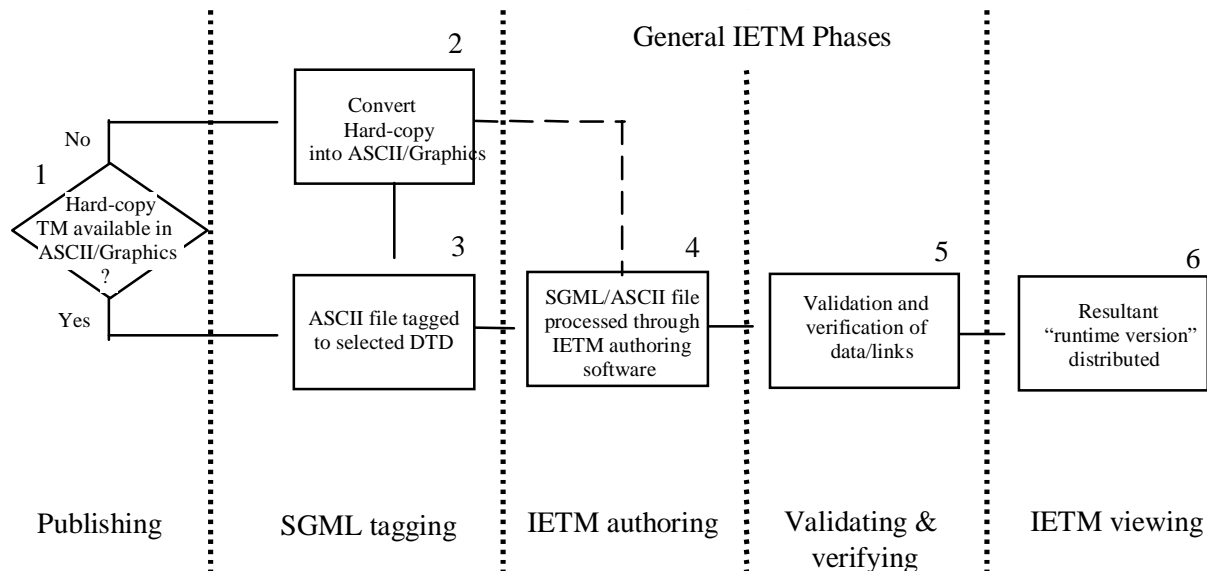 General IETM Phases
2
Convert
Hard-copy
into ASCII/Graphics
No
1
Hard-copy
TM available in
ASCII/Graphics
?
Yes
3
ASCII file tagged
to selected DTD
4
SGML/ASCII file
processed through
IETM authoring
software
5
Validation and
verification of
data/links
6
Resultant
“runtime version”
distributed
Publishing
SGML tagging
IETM authoring
Validating &
verifying
IETM viewing